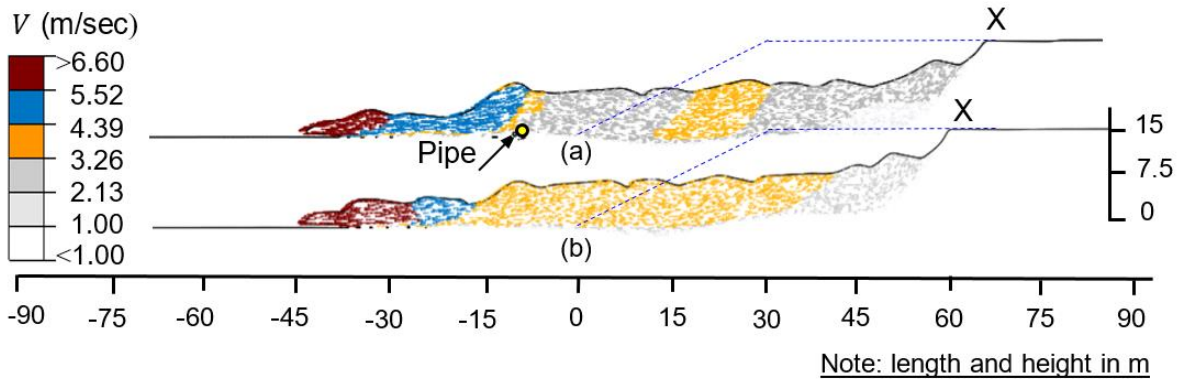 V (m/sec)
>6.60
5.52
4.39
3.26
2.13
1.00
<1.00
X
Pipe
(a)
X
(b)
15
7.5
0
-90 -75 -60 -45 -30 -15 0 15 30 45 60 75 90
Note: length and height in m